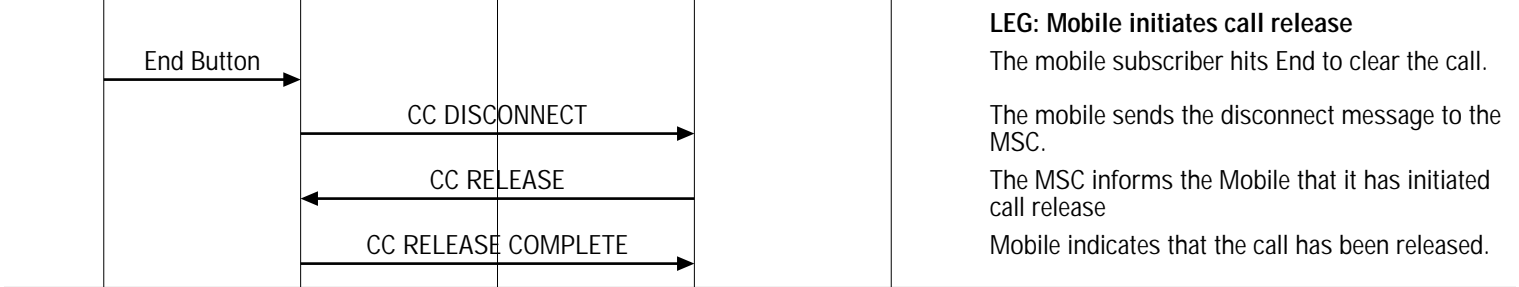 LEG: Mobile initiates call release
End Button
The mobile subscriber hits End to clear the call.
CC DISCONNECT
The mobile sends the disconnect message to the
MSC.
CC RELEASE
The MSC informs the Mobile that it has initiated
call release
CC RELEASE COMPLETE
Mobile indicates that the call has been released.